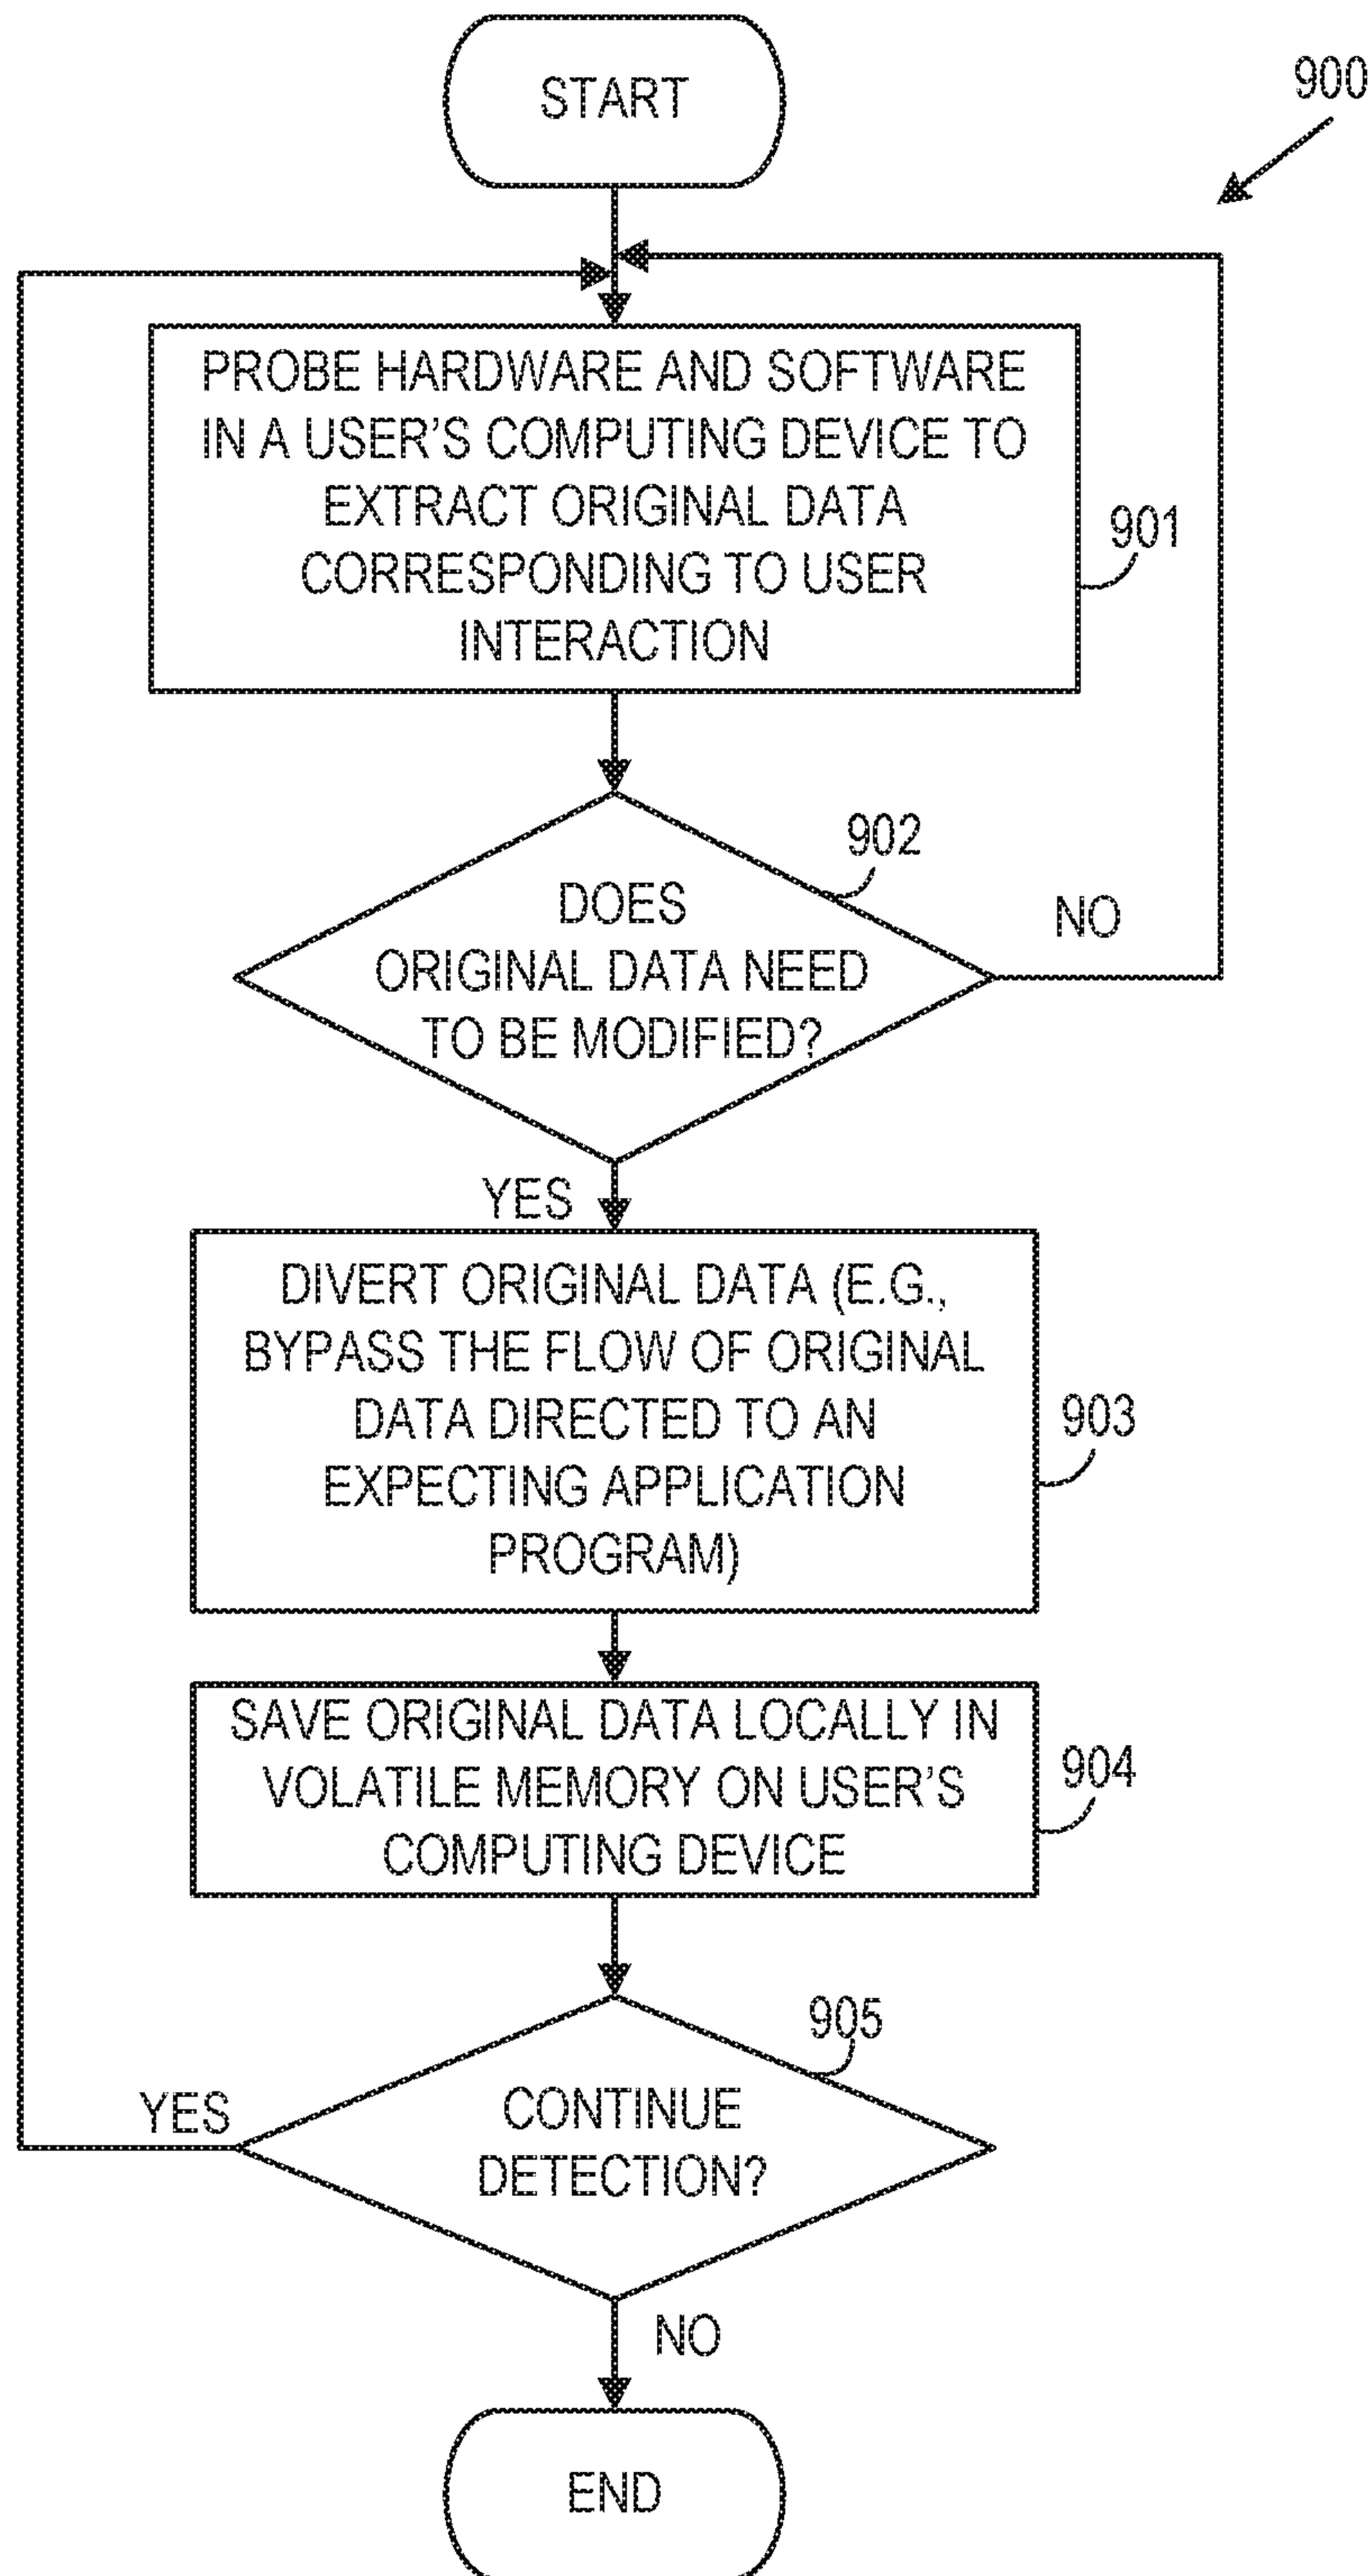 START
900
PROBE HARDWARE AND SOFTWARE
IN A USER'S COMPUTING DEVICE TO
EXTRACT ORIGINAL DATA
CORRESPONDING TO USER
INTERACTION
901
902
DOES
ORIGINAL DATA NEED
TO BE MODIFIED?
NO
YES
DIVERT ORIGINAL DATA (E.G.,
BYPASS THE FLOW OF ORIGINAL
DATA DIRECTED TO AN
EXPECTING APPLICATION
PROGRAM)
903
SAVE ORIGINAL DATA LOCALLY IN
VOLATILE MEMORY ON USER'S
COMPUTING DEVICE
904
905
YES
CONTINUE
DETECTION?
NO
END